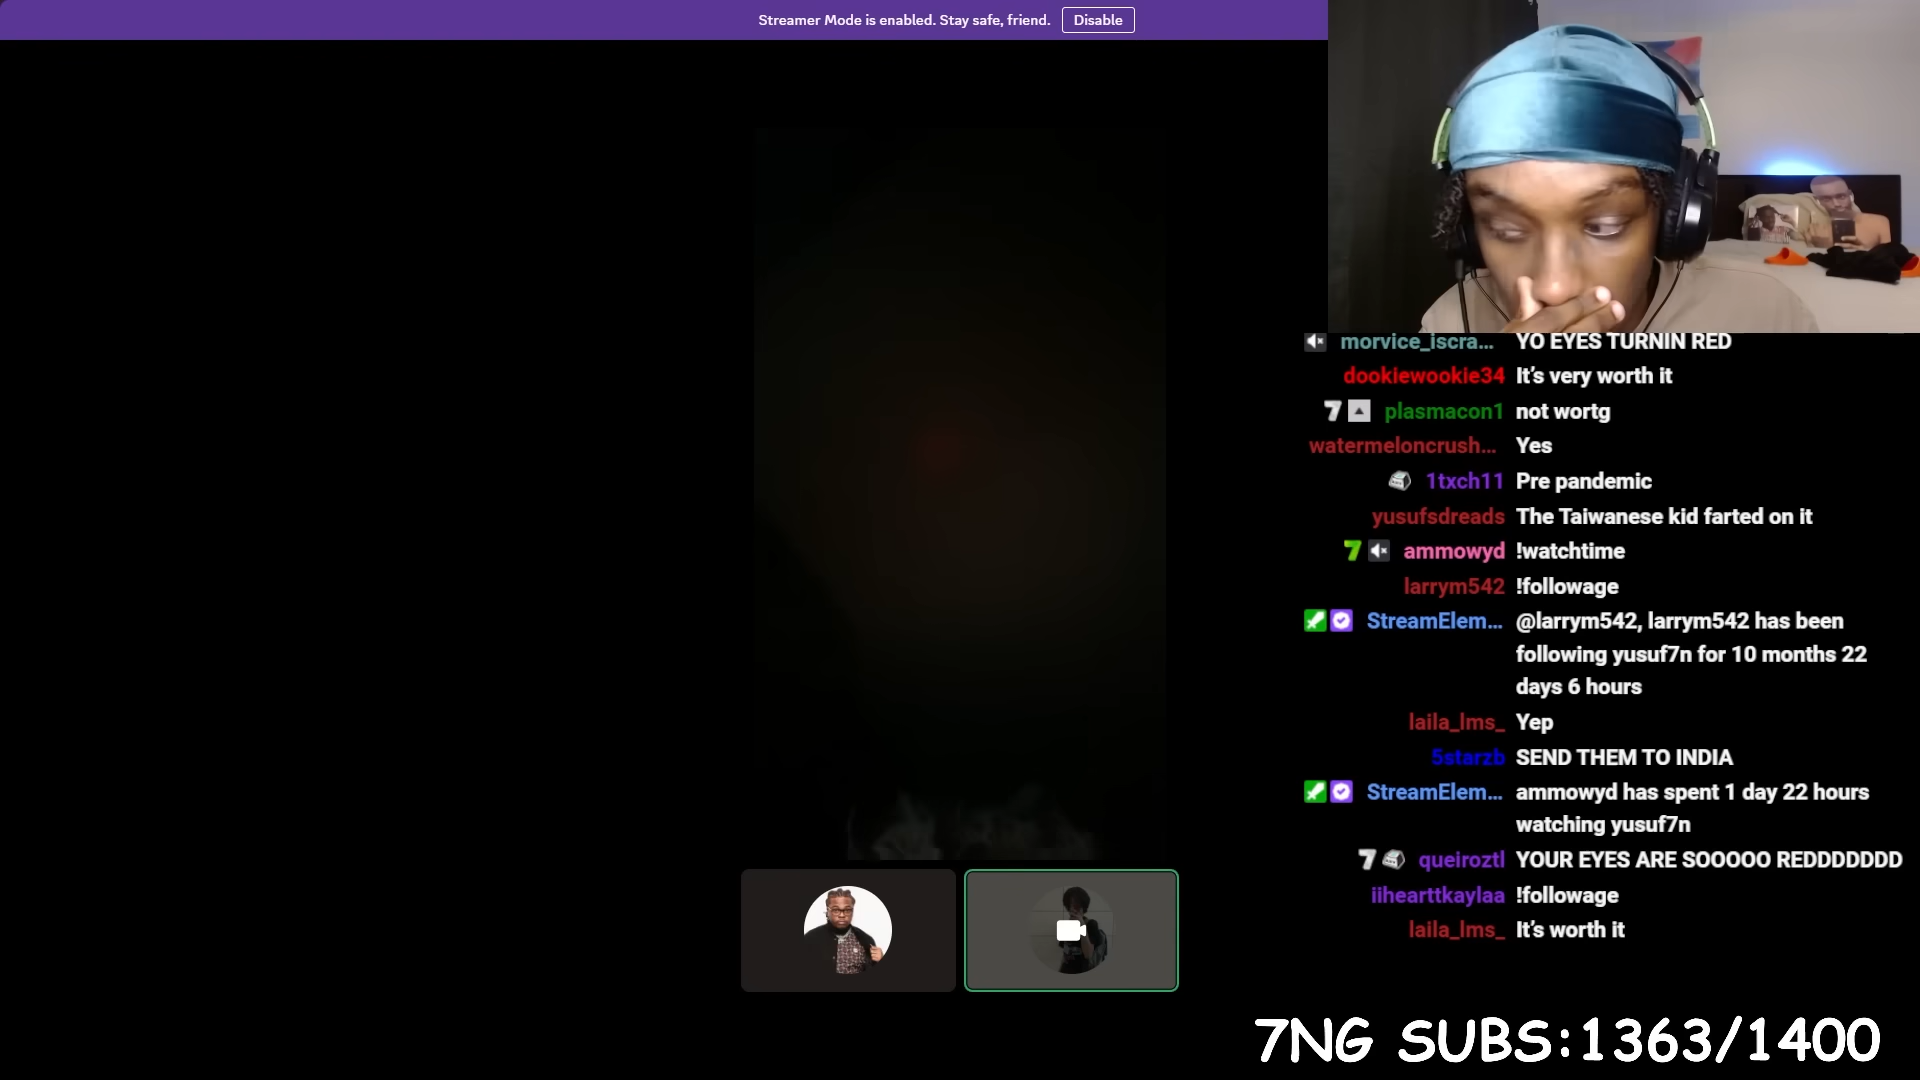 Streamer Mode is enabled. Stay safe, friend. Disable
morvice_iscra... YO EYES TURNIN RED
dookiewookie34 It's very worth it
7 plasmacon1 not wortg
watermeloncrush... Yes
1txch11 Pre pandemic
yusufsdreads The Taiwanese kid farted on it
7 ammowyd !watchtime
larrym542 !followage
StreamElem... @larrym542, larrym542 has been
following yusuf7n for 10 months 22
days 6 hours
laila_lms_ Yep
5starzb SEND THEM TO INDIA
StreamElem... ammowyd has spent 1 day 22 hours
watching yusuf7n
7 queiroztl YOUR EYES ARE SOOOOO REDDDDDDD
iihearttkaylaa !followage
laila_lms_ It's worth it
7NG SUBS:1363/1400